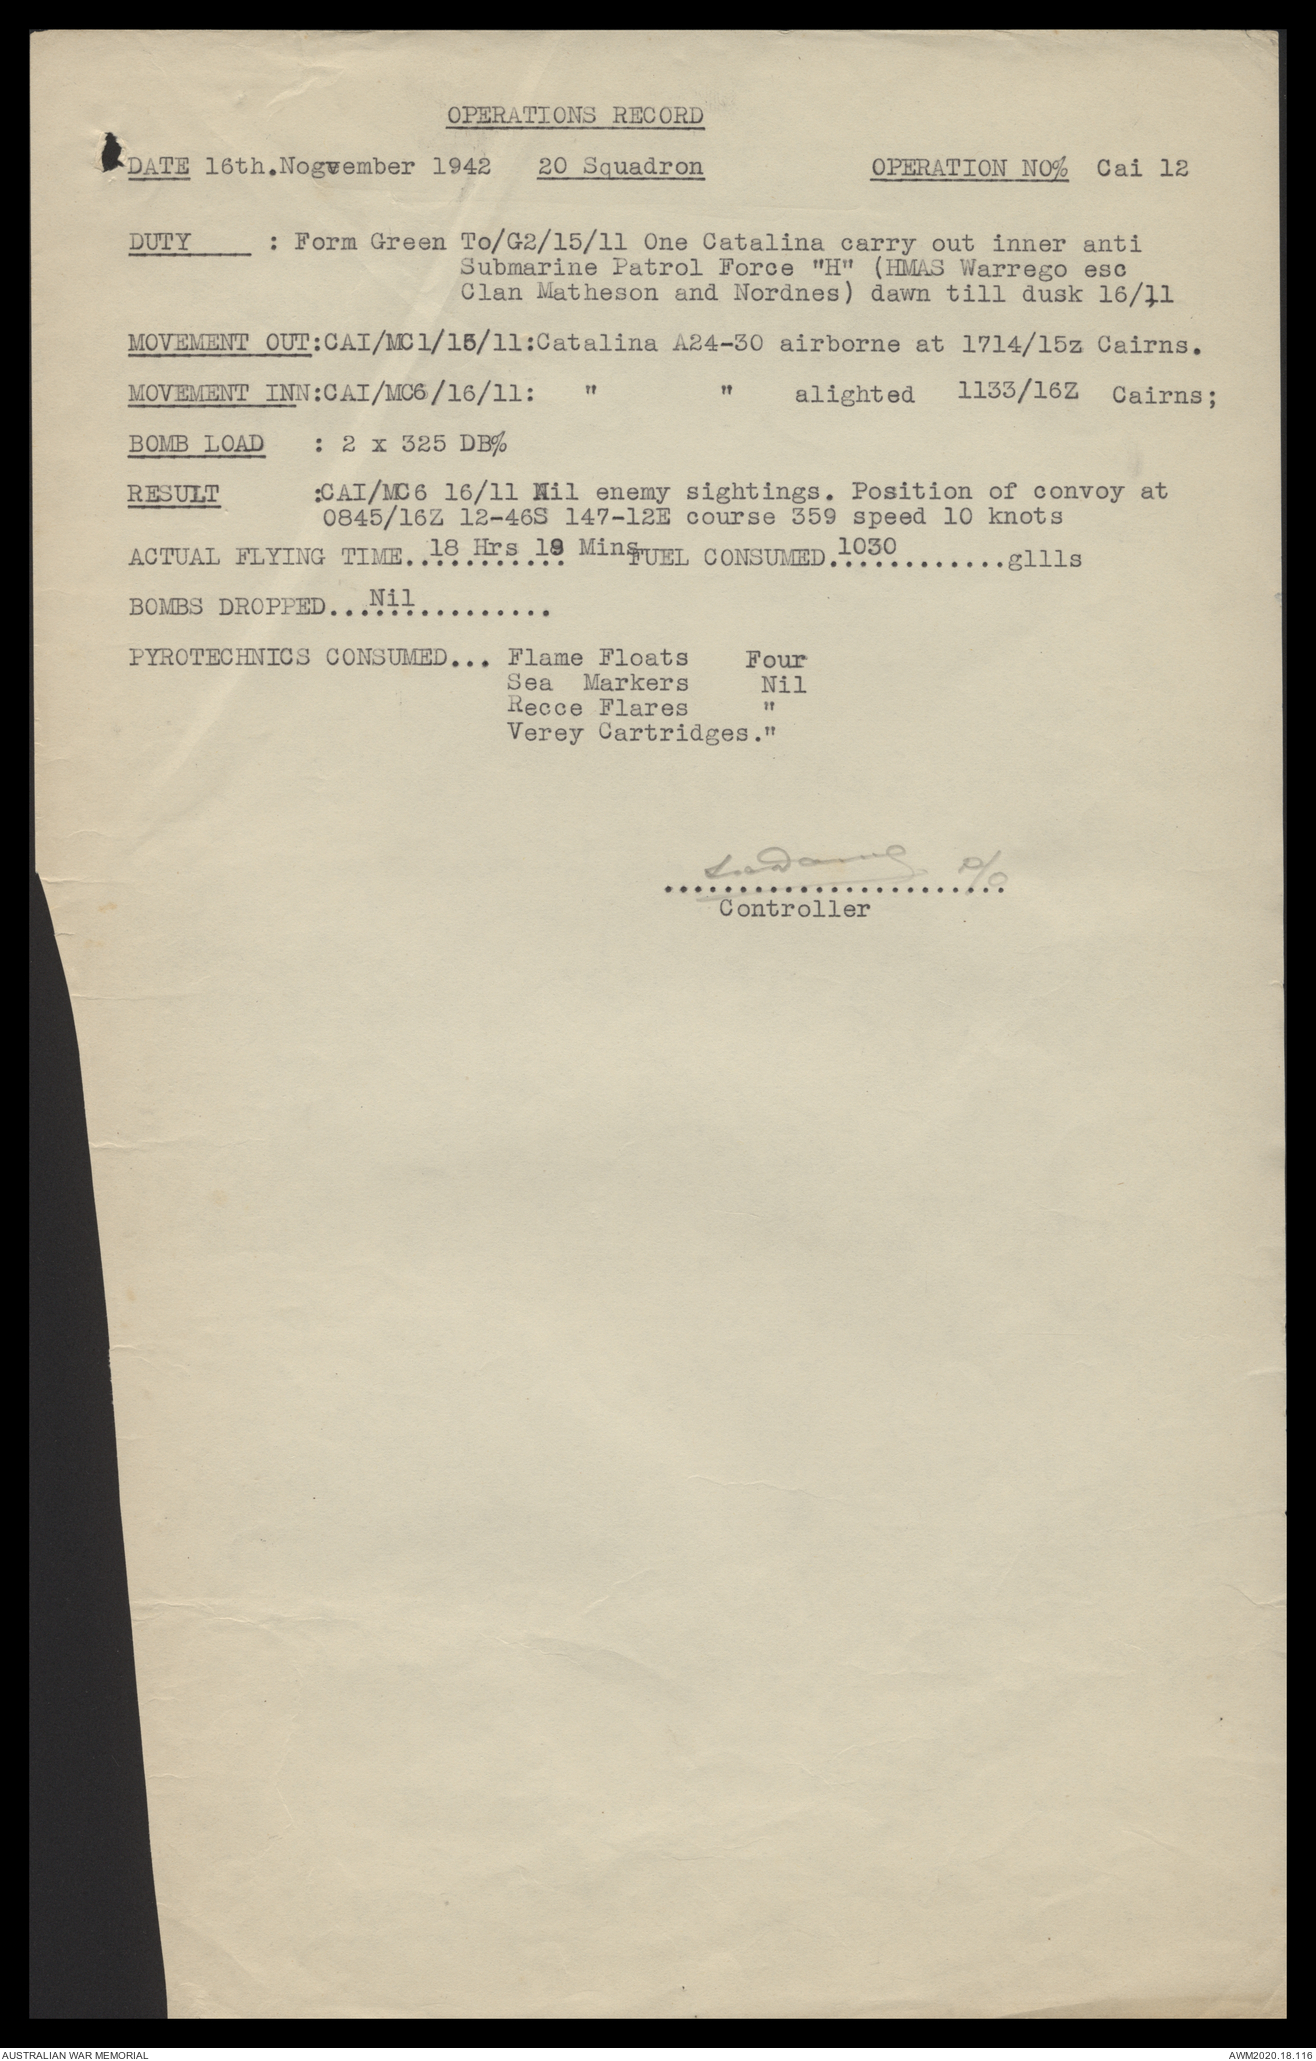 OPERATIONS RECORD
DATE 16th.Nogvember 1942 20 Squadron OPERATION NO% Cai 12
DUTY : Form Green To/G2/15/11 One Catalina carry out inner anti
Submarine Patrol Force "H" (HMAS Warrego esc
Clan Matheson and Nordnes) dawn till dusk 16/11
MOVEMENT OUT:CAI/MC1/15/11:Catalina A24-30 airborne at 1714/15z Cairns.
MOVEMENT INN:CAI/MC6/16/11: " " alighted 1133/16Z Cairns;
BOMB LOAD : 2 x 325 DB%
RESULT :CAI/MC6 16/11 Nil enemy sightings. Position of convoy at
0845/16Z 12-46S 147-12E course 359 speed 10 knots
ACTUAL FLYING TIME..18 Hrs 19 Mins FUEL CONSUMED.1030............gllls
BOMBS DROPPED...Nil.........
PYROTECHNICS CONSUMED... Flame Floats Four
Sea Markers Nil
Recce Flares "
Verey Cartridges."
P/O
.......................
Controller
AUSTRALIAN WAR MEMORIAL
AWM2020.18.116